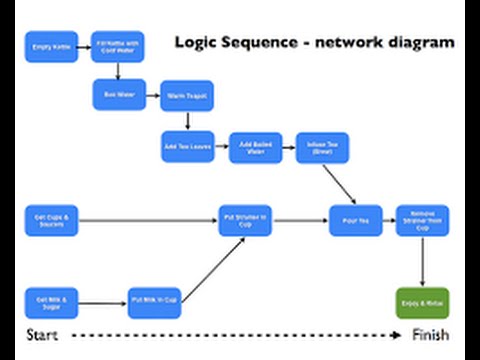 Logic Sequence - network diagram
Empty Kettle
Fill Kettle with
Cold Water
Boil Water
Warm Teapot
Add Tea Leaves
Add Boiled
Water
Infuse Tea
(Brew)
Get Cups &
Saucers
Put Strainer in
Cup
Pour Tea
Remove
Strainer from
Cup
Get Milk &
Sugar
Put Milk in Cup
Enjoy & Relax
Start
Finish